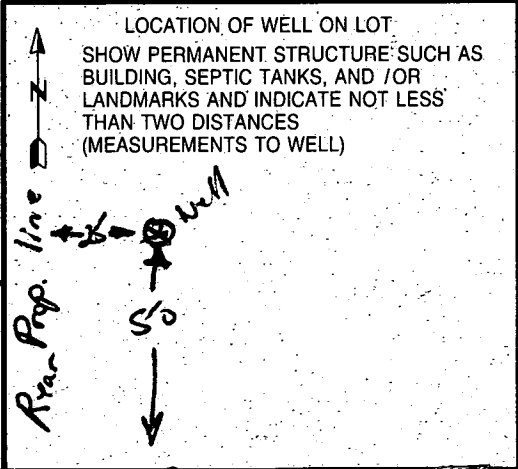 LOCATION OF WELL ON LOT
SHOW PERMANENT STRUCTURE SUCH AS
BUILDING, SEPTIC TANKS, AND /OR
LANDMARKS AND INDICATE NOT LESS
THAN TWO DISTANCES
(MEASUREMENTS TO WELL)
N
Well
50
Prop. line